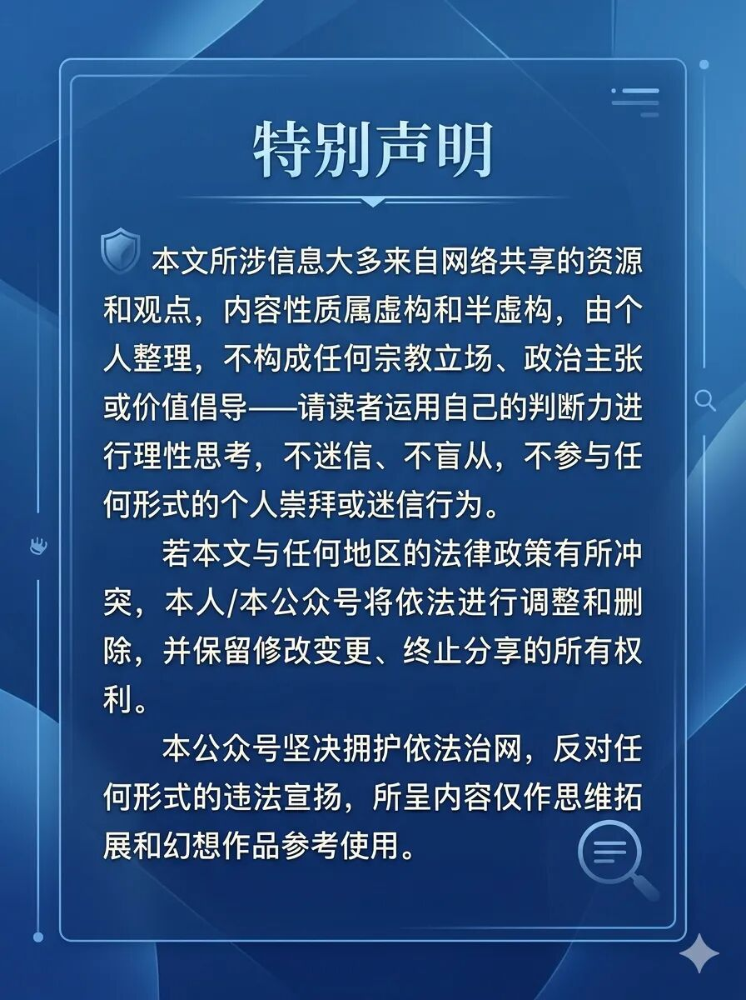 特别声明
本文所涉信息大多来自网络共享的资源
和观点，内容性质属虚构和半虚构，由个
人整理，不构成任何宗教立场、政治主张
或价值倡导——请读者运用自己的判断力进
行理性思考，不迷信、不盲从，不参与任
何形式的个人崇拜或迷信行为。
若本文与任何地区的法律政策有所冲
突，本人/本公众号将依法进行调整和删
除，并保留修改变更、终止分享的所有权
利。
本公众号坚决拥护依法治网，反对任
何形式的违法宣扬，所呈内容仅作思维拓
展和幻想作品参考使用。